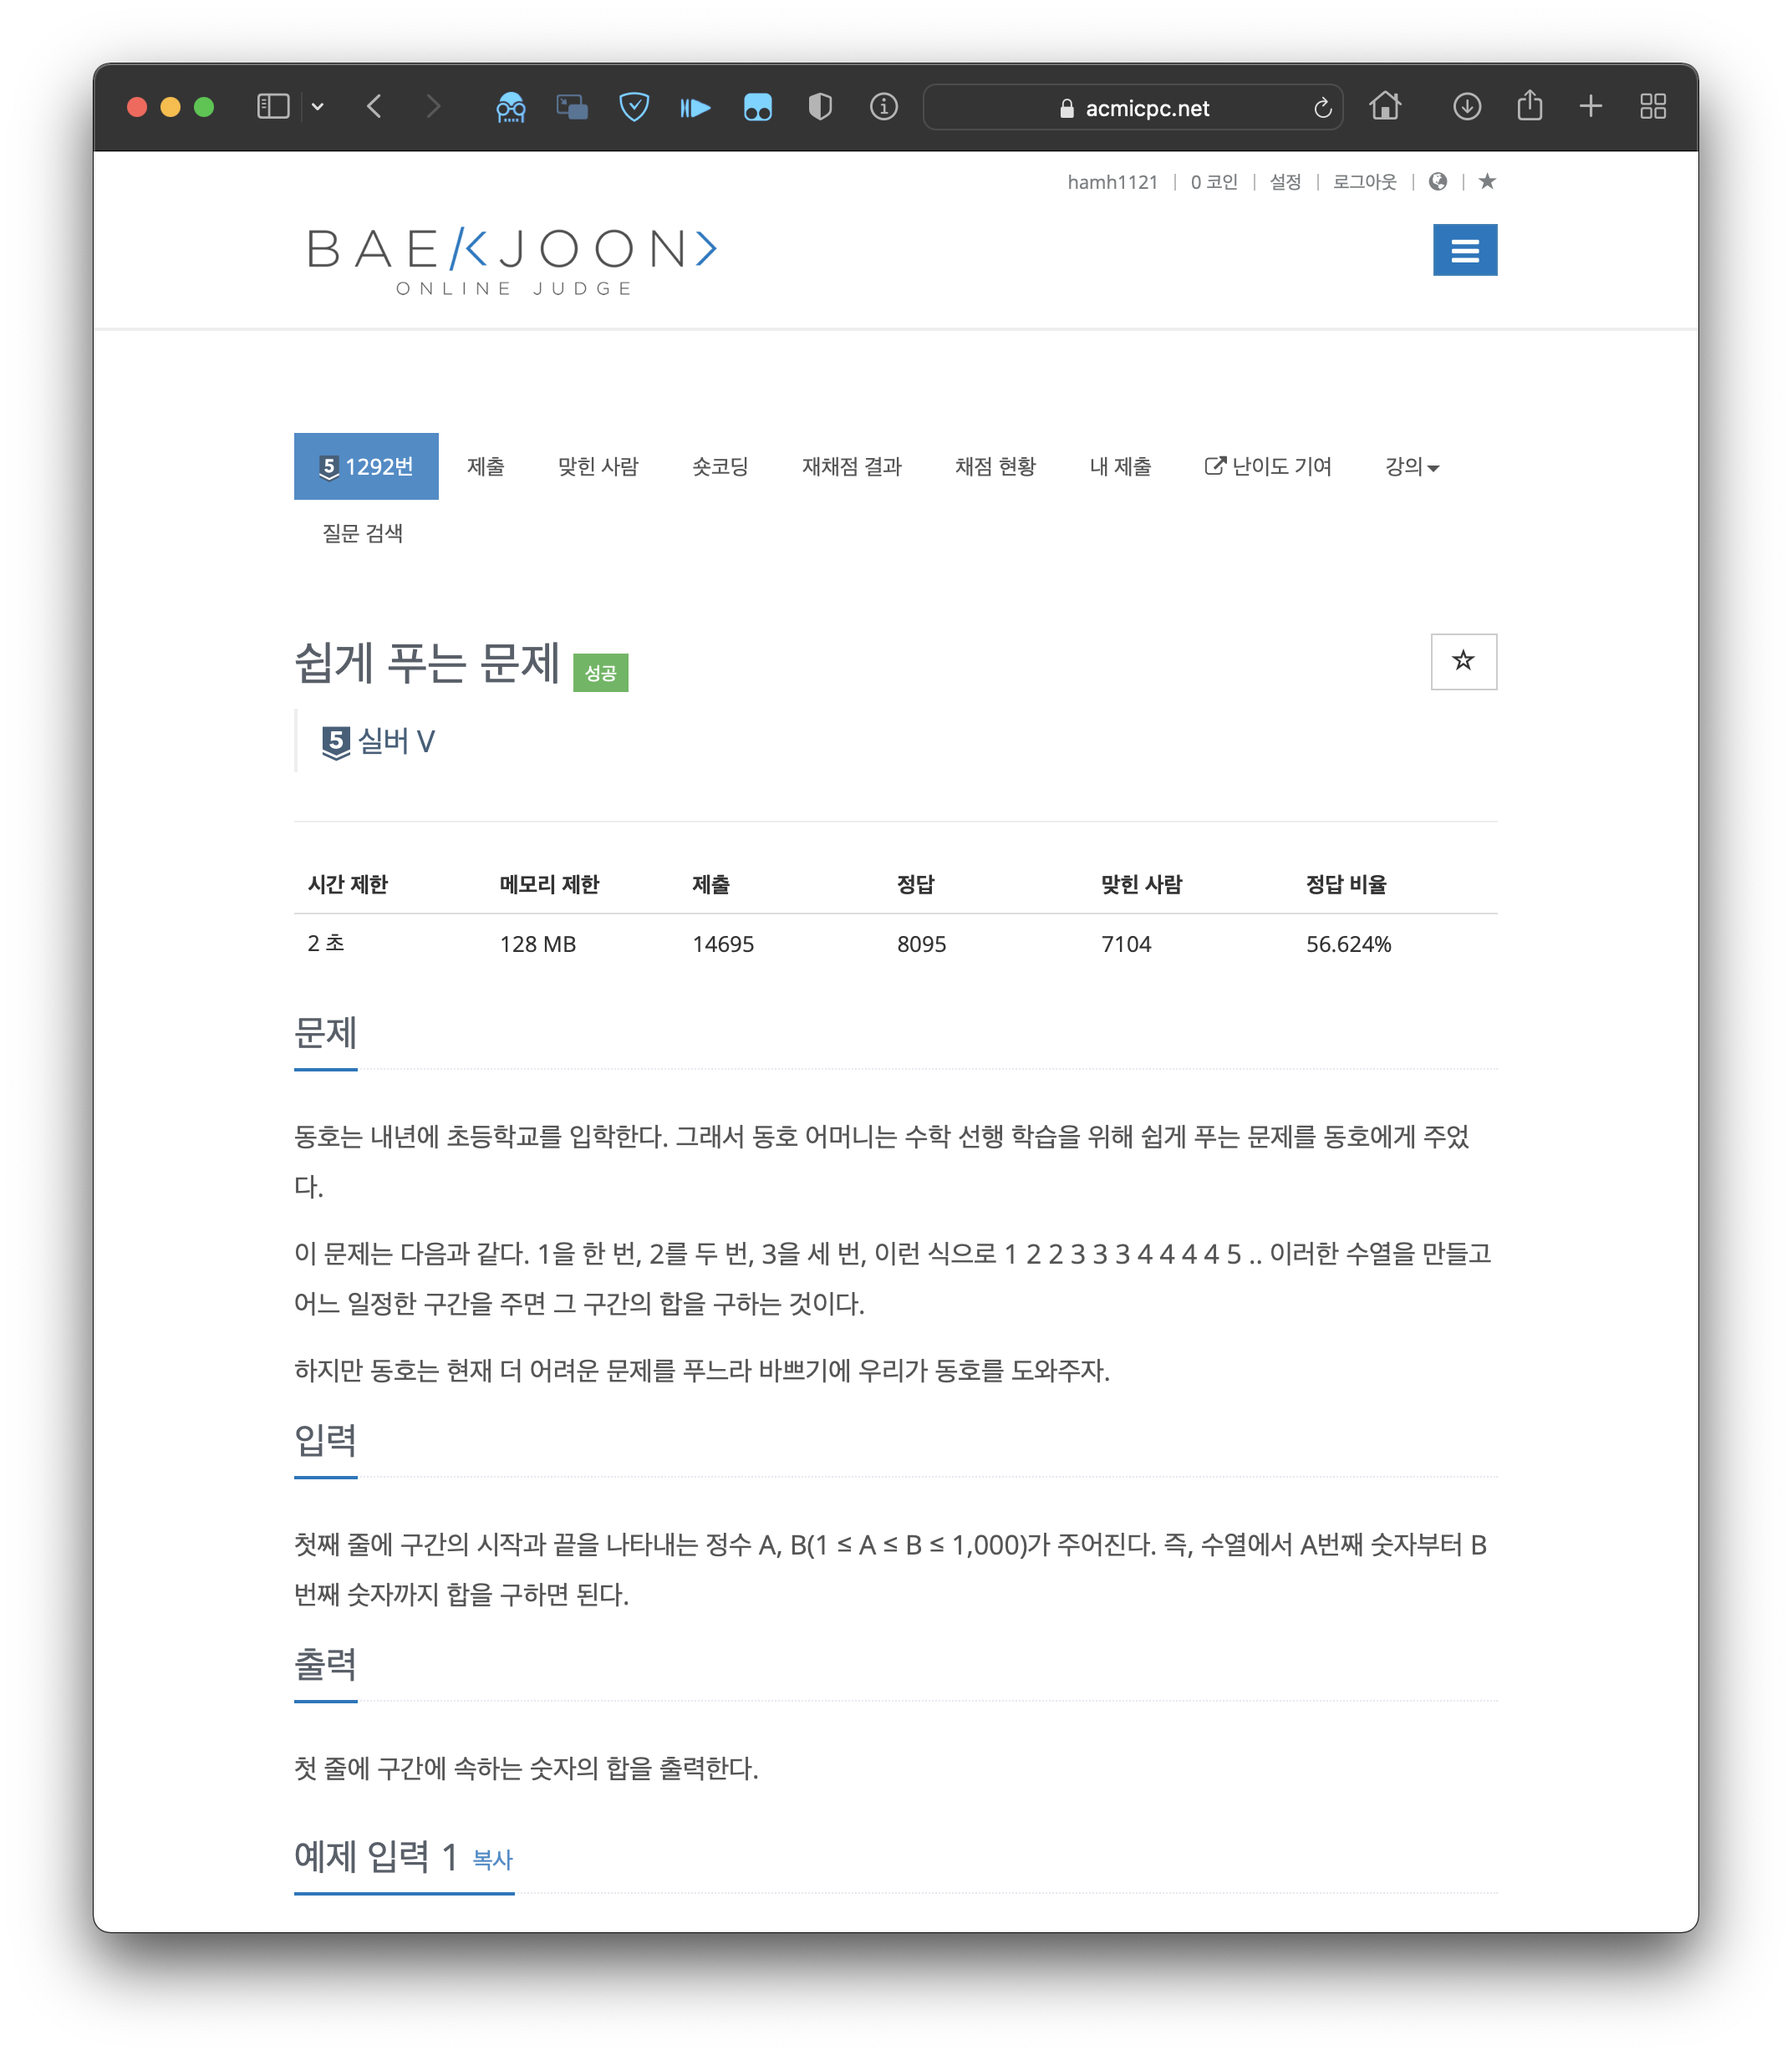 acmicpc.net
hamh1121 | 0 코인 | 설정 | 로그아웃 | | ★
BAEKJOON>
ONLINE JUDGE
5 1292번 제출 맞힌 사람 숏코딩 재채점 결과 채점 현황 내 제출 난이도 기여 강의
질문 검색
쉽게 푸는 문제 성공
5 실버 V
시간 제한 메모리 제한 제출 정답 맞힌 사람 정답 비율
2 초 128 MB 14695 8095 7104 56.624%
문제
동호는 내년에 초등학교를 입학한다. 그래서 동호 어머니는 수학 선행 학습을 위해 쉽게 푸는 문제를 동호에게 주었
다.
이 문제는 다음과 같다. 1을 한 번, 2를 두 번, 3을 세 번, 이런 식으로 1 2 2 3 3 3 4 4 4 4 5 .. 이러한 수열을 만들고
어느 일정한 구간을 주면 그 구간의 합을 구하는 것이다.
하지만 동호는 현재 더 어려운 문제를 푸느라 바쁘기에 우리가 동호를 도와주자.
입력
첫째 줄에 구간의 시작과 끝을 나타내는 정수 A, B(1 ≤ A ≤ B ≤ 1,000)가 주어진다. 즉, 수열에서 A번째 숫자부터 B
번째 숫자까지 합을 구하면 된다.
출력
첫 줄에 구간에 속하는 숫자의 합을 출력한다.
예제 입력 1 복사